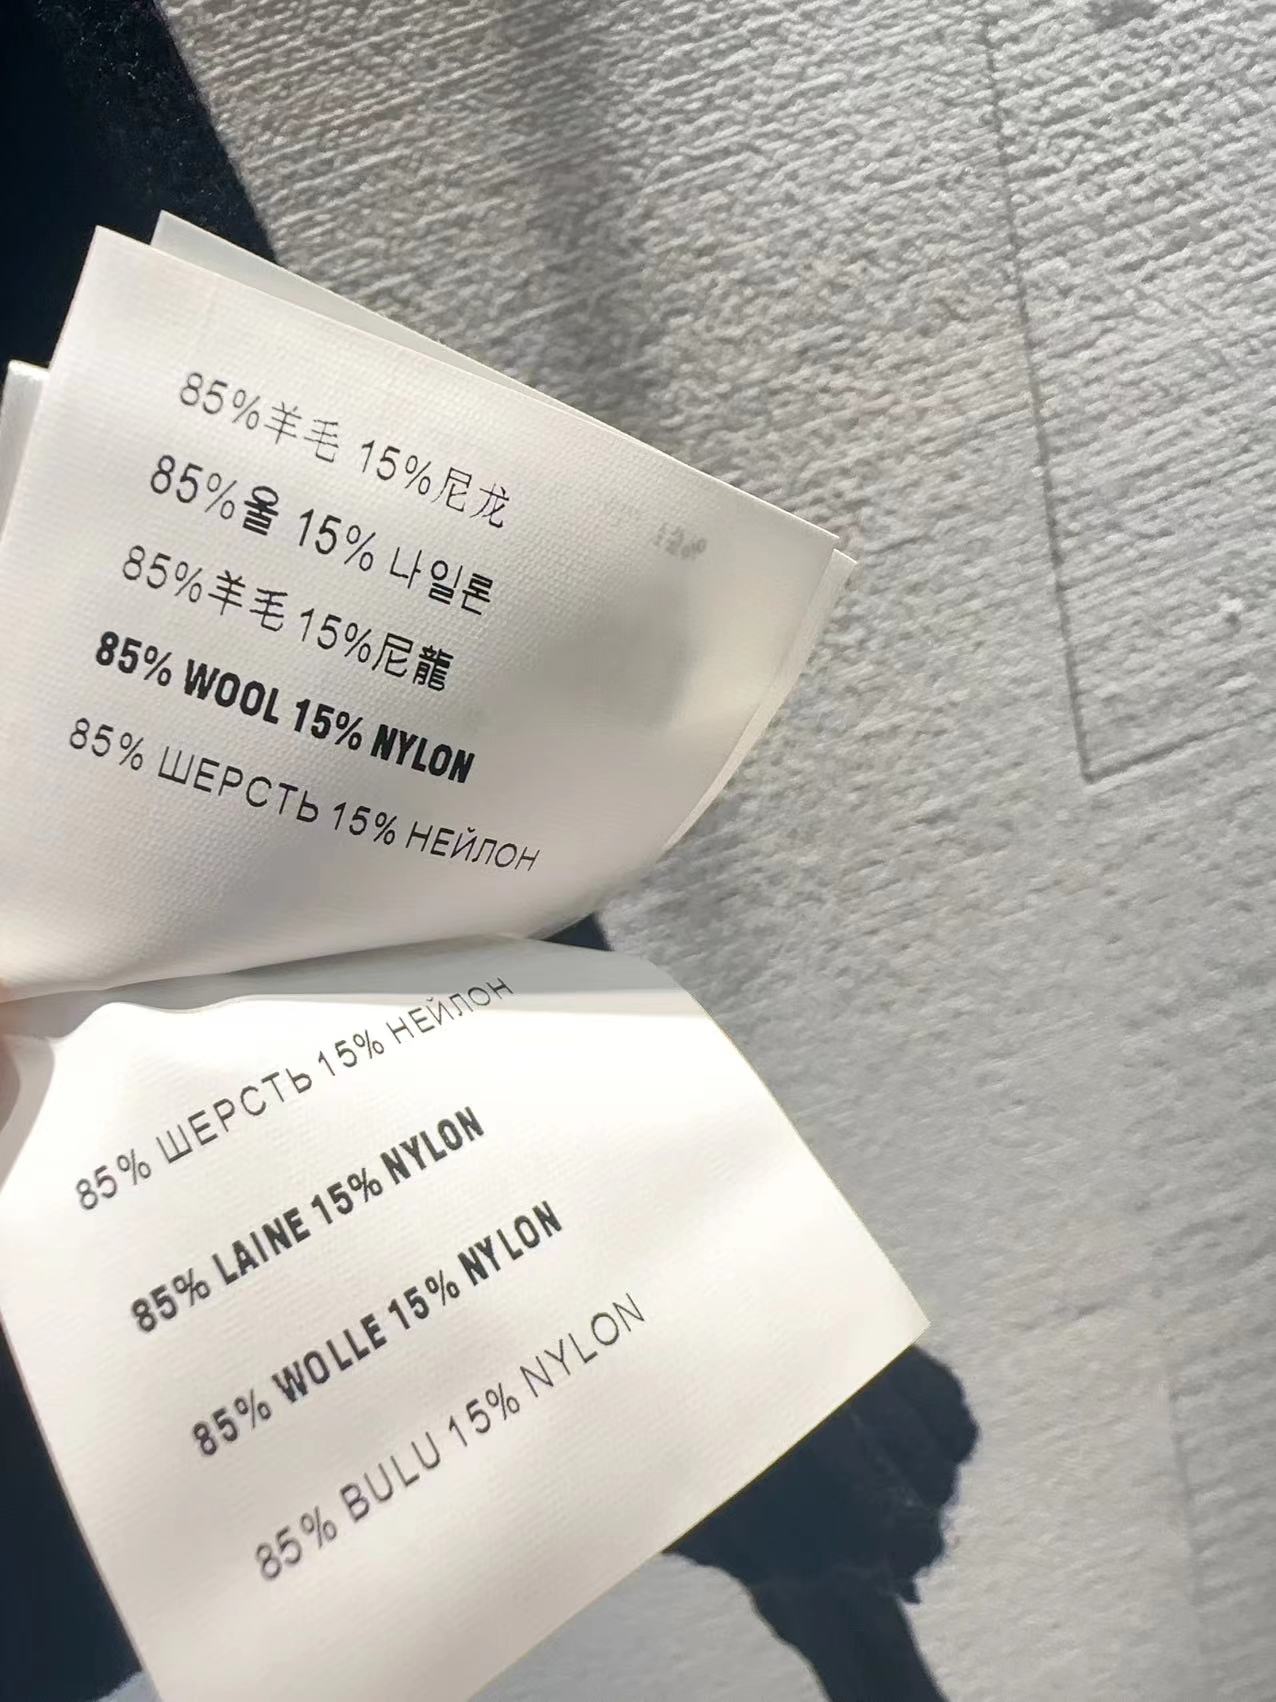 85%羊毛 15%尼龙
85%울 15% 나일론
85%羊毛 15%尼龍
85% WOOL 15% NYLON
85% ШЕРСТЬ 15% НЕЙЛОН
85% ШЕРСТЬ 15% НЕЙЛОН
85% LAINE 15% NYLON
85% WOLLE 15% NYLON
85% BULU 15% NYLON